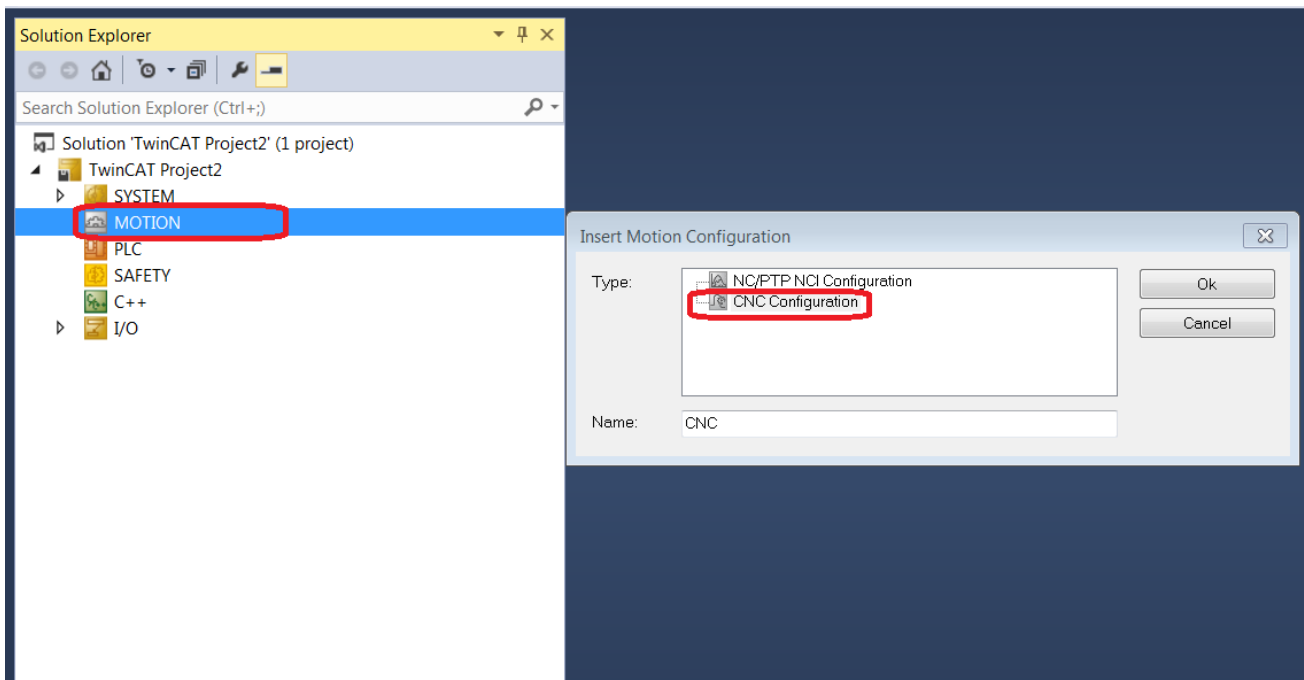 Solution Explorer
Search Solution Explorer (Ctrl+;)
Solution 'TwinCAT Project2' (1 project)
TwinCAT Project2
SYSTEM
MOTION
PLC
SAFETY
C++
I/O
Insert Motion Configuration
Type:
NC/PTP NCI Configuration
CNC Configuration
Ok
Cancel
Name:
CNC